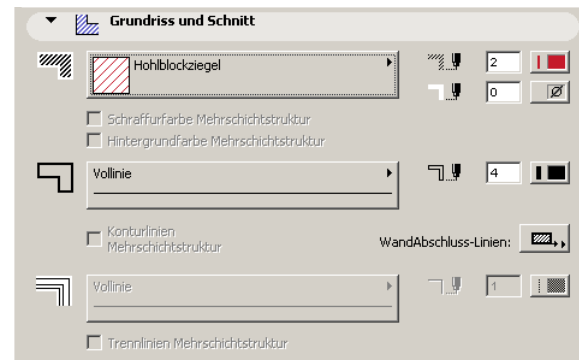 Grundriss und Schnitt
Hohlblockziegel
2
0
Schraffurfarbe Mehrschichtstruktur
Hintergrundfarbe Mehrschichtstruktur
Vollinie
4
Konturlinien
Mehrschichtstruktur
WandAbschluss-Linien:
Vollinie
1
Trennlinien Mehrschichtstruktur